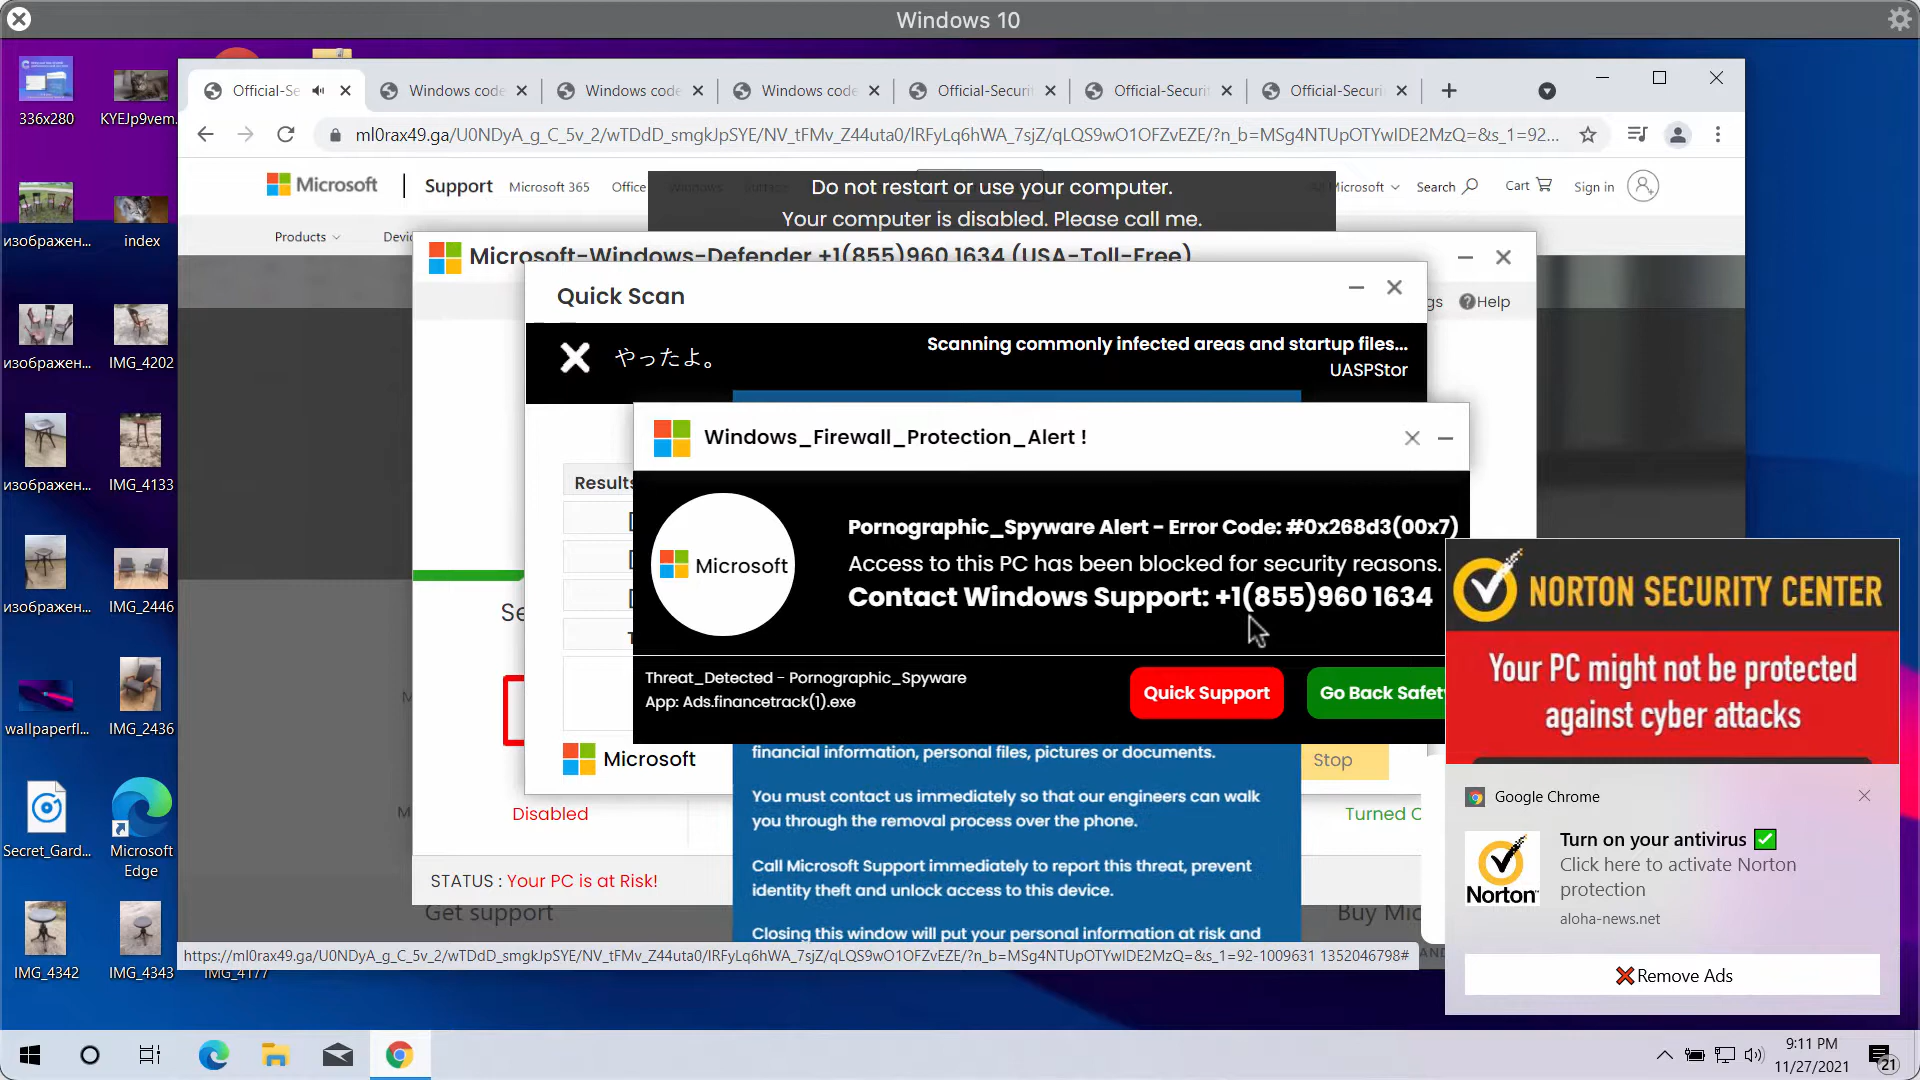 Windows 10
Official-Se
Windows code
Windows code
Windows code
Official-Securi
Official-Securi
Official-Securi
ml0rax49.ga/U0NDyA_g_C_5v_2/wTDdD_smgkJpSYE/NV_tFMv_Z44uta0/lRFyLq6hWA_7sjZ/qLQS9wO1OFZvEZE/?n_b=MSg4NTUpOTYwIDE2MzQ=&s_1=92...
Microsoft
Support
Microsoft 365
Office
Microsoft
Search
Cart
Sign in
Do not restart or use your computer.
Your computer is disabled. Please call me.
Products
Devic
Microsoft-Windows-Defender +1(855)960 1634 (USA-Toll-Free)
gs
Help
Quick Scan
やったよ。
Scanning commonly infected areas and startup files...
UASPStor
Results
Windows_Firewall_Protection_Alert !
Microsoft
Pornographic_Spyware Alert - Error Code: #0x268d3(00x7)
Access to this PC has been blocked for security reasons.
Contact Windows Support: +1(855)960 1634
Threat_Detected - Pornographic_Spyware
App: Ads.financetrack(1).exe
Quick Support
Go Back Safety
Se
Microsoft
Stop
Disabled
Turned O
financial information, personal files, pictures or documents.
You must contact us immediately so that our engineers can walk
you through the removal process over the phone.
Call Microsoft Support immediately to report this threat, prevent
identity theft and unlock access to this device.
Closing this window will put your personal information at risk and
STATUS : Your PC is at Risk!
Get support
Buy Mic
https://ml0rax49.ga/U0NDyA_g_C_5v_2/wTDdD_smgkJpSYE/NV_tFMv_Z44uta0/lRFyLq6hWA_7sjZ/qLQS9wO1OFZvEZE/?n_b=MSg4NTUpOTYwIDE2MzQ=&s_1=92-1009631 1352046798#
NORTON SECURITY CENTER
Your PC might not be protected
against cyber attacks
Google Chrome
Norton
Turn on your antivirus
Click here to activate Norton
protection
aloha-news.net
Remove Ads
336x280
KYEJp9vem...
изображен...
index
изображен...
IMG_4202
изображен...
IMG_4133
изображен...
IMG_2446
wallpaperfl...
IMG_2436
Secret_Gard...
Microsoft
Edge
IMG_4342
IMG_4343
IMG_4177
9:11 PM
11/27/2021
21